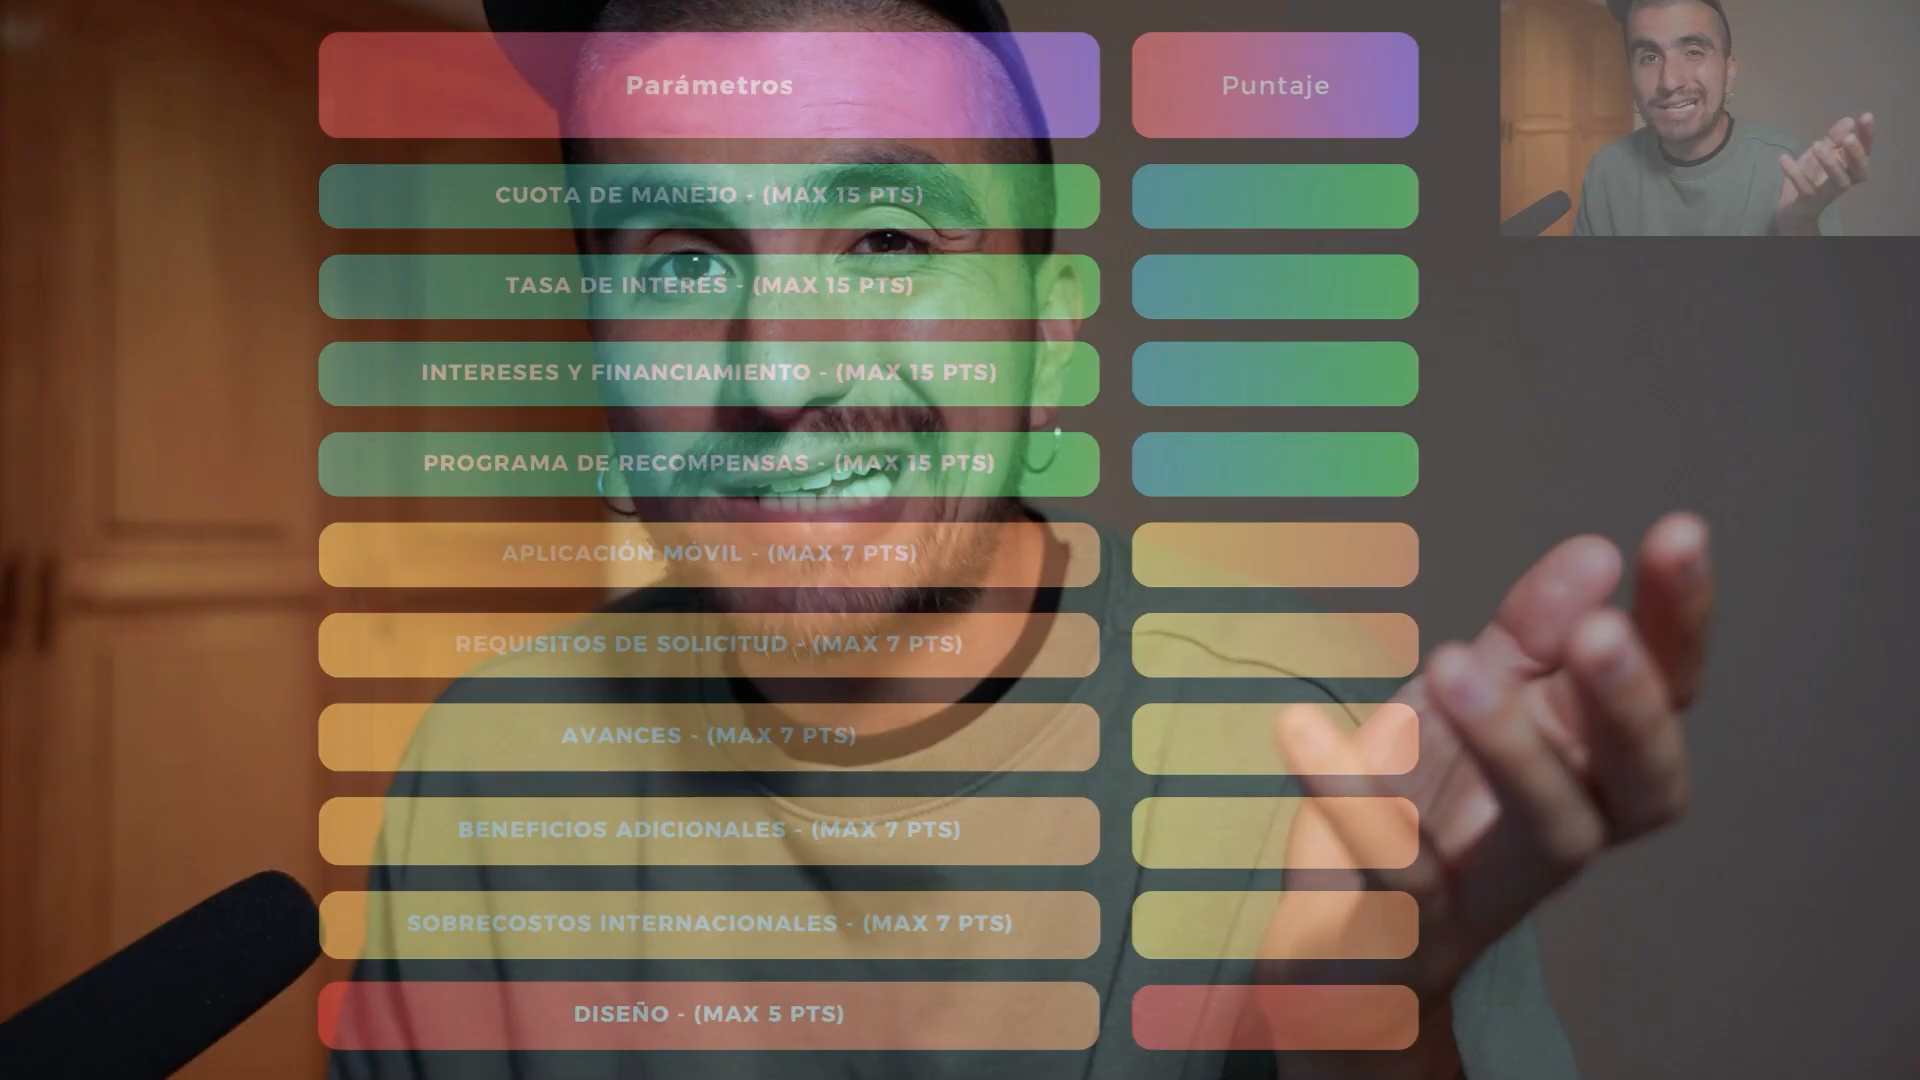 Parámetros
Puntaje
CUOTA DE MANEJO - (MAX 15 PTS)
TASA DE INTERÉS - (MAX 15 PTS)
INTERESES Y FINANCIAMIENTO - (MAX 15 PTS)
PROGRAMA DE RECOMPENSAS - (MAX 15 PTS)
APLICACIÓN MÓVIL - (MAX 7 PTS)
REQUISITOS DE SOLICITUD - (MAX 7 PTS)
AVANCES - (MAX 7 PTS)
BENEFICIOS ADICIONALES - (MAX 7 PTS)
SOBRECOSTOS INTERNACIONALES - (MAX 7 PTS)
DISEÑO - (MAX 5 PTS)